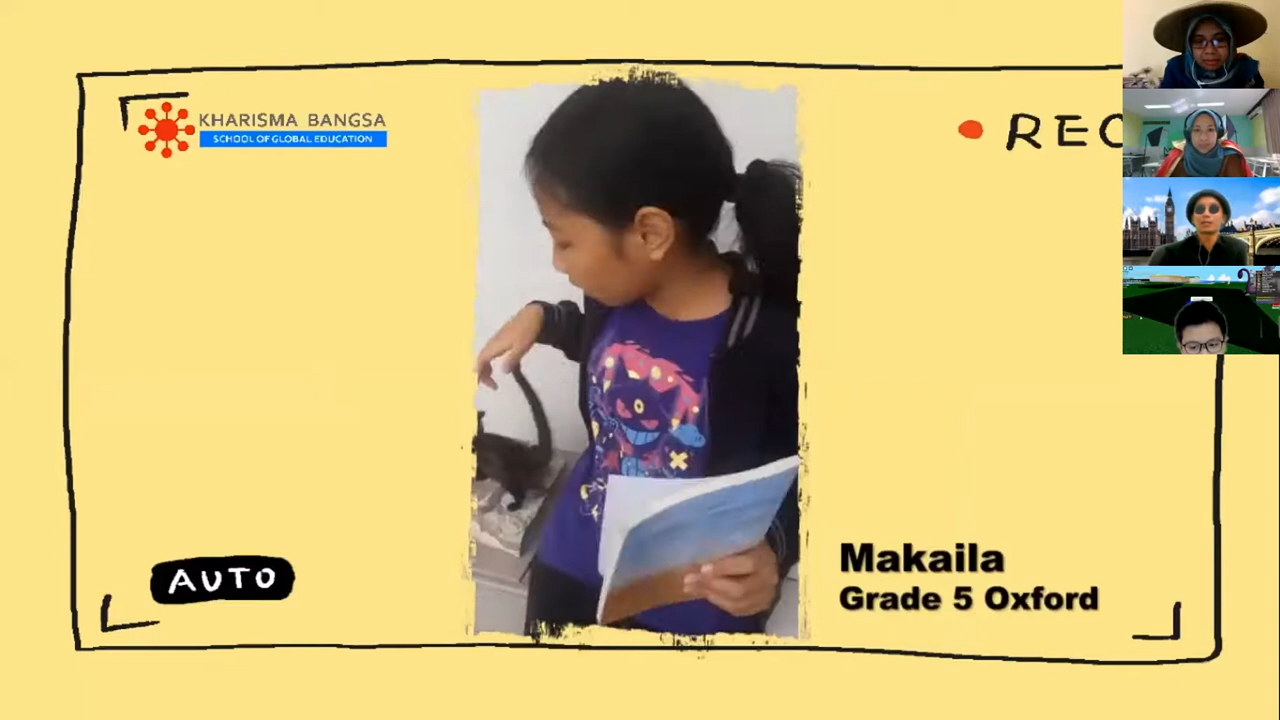 KHARISMA BANGSA
SCHOOL OF GLOBAL EDUCATION
REC
AUTO
Makaila
Grade 5 Oxford